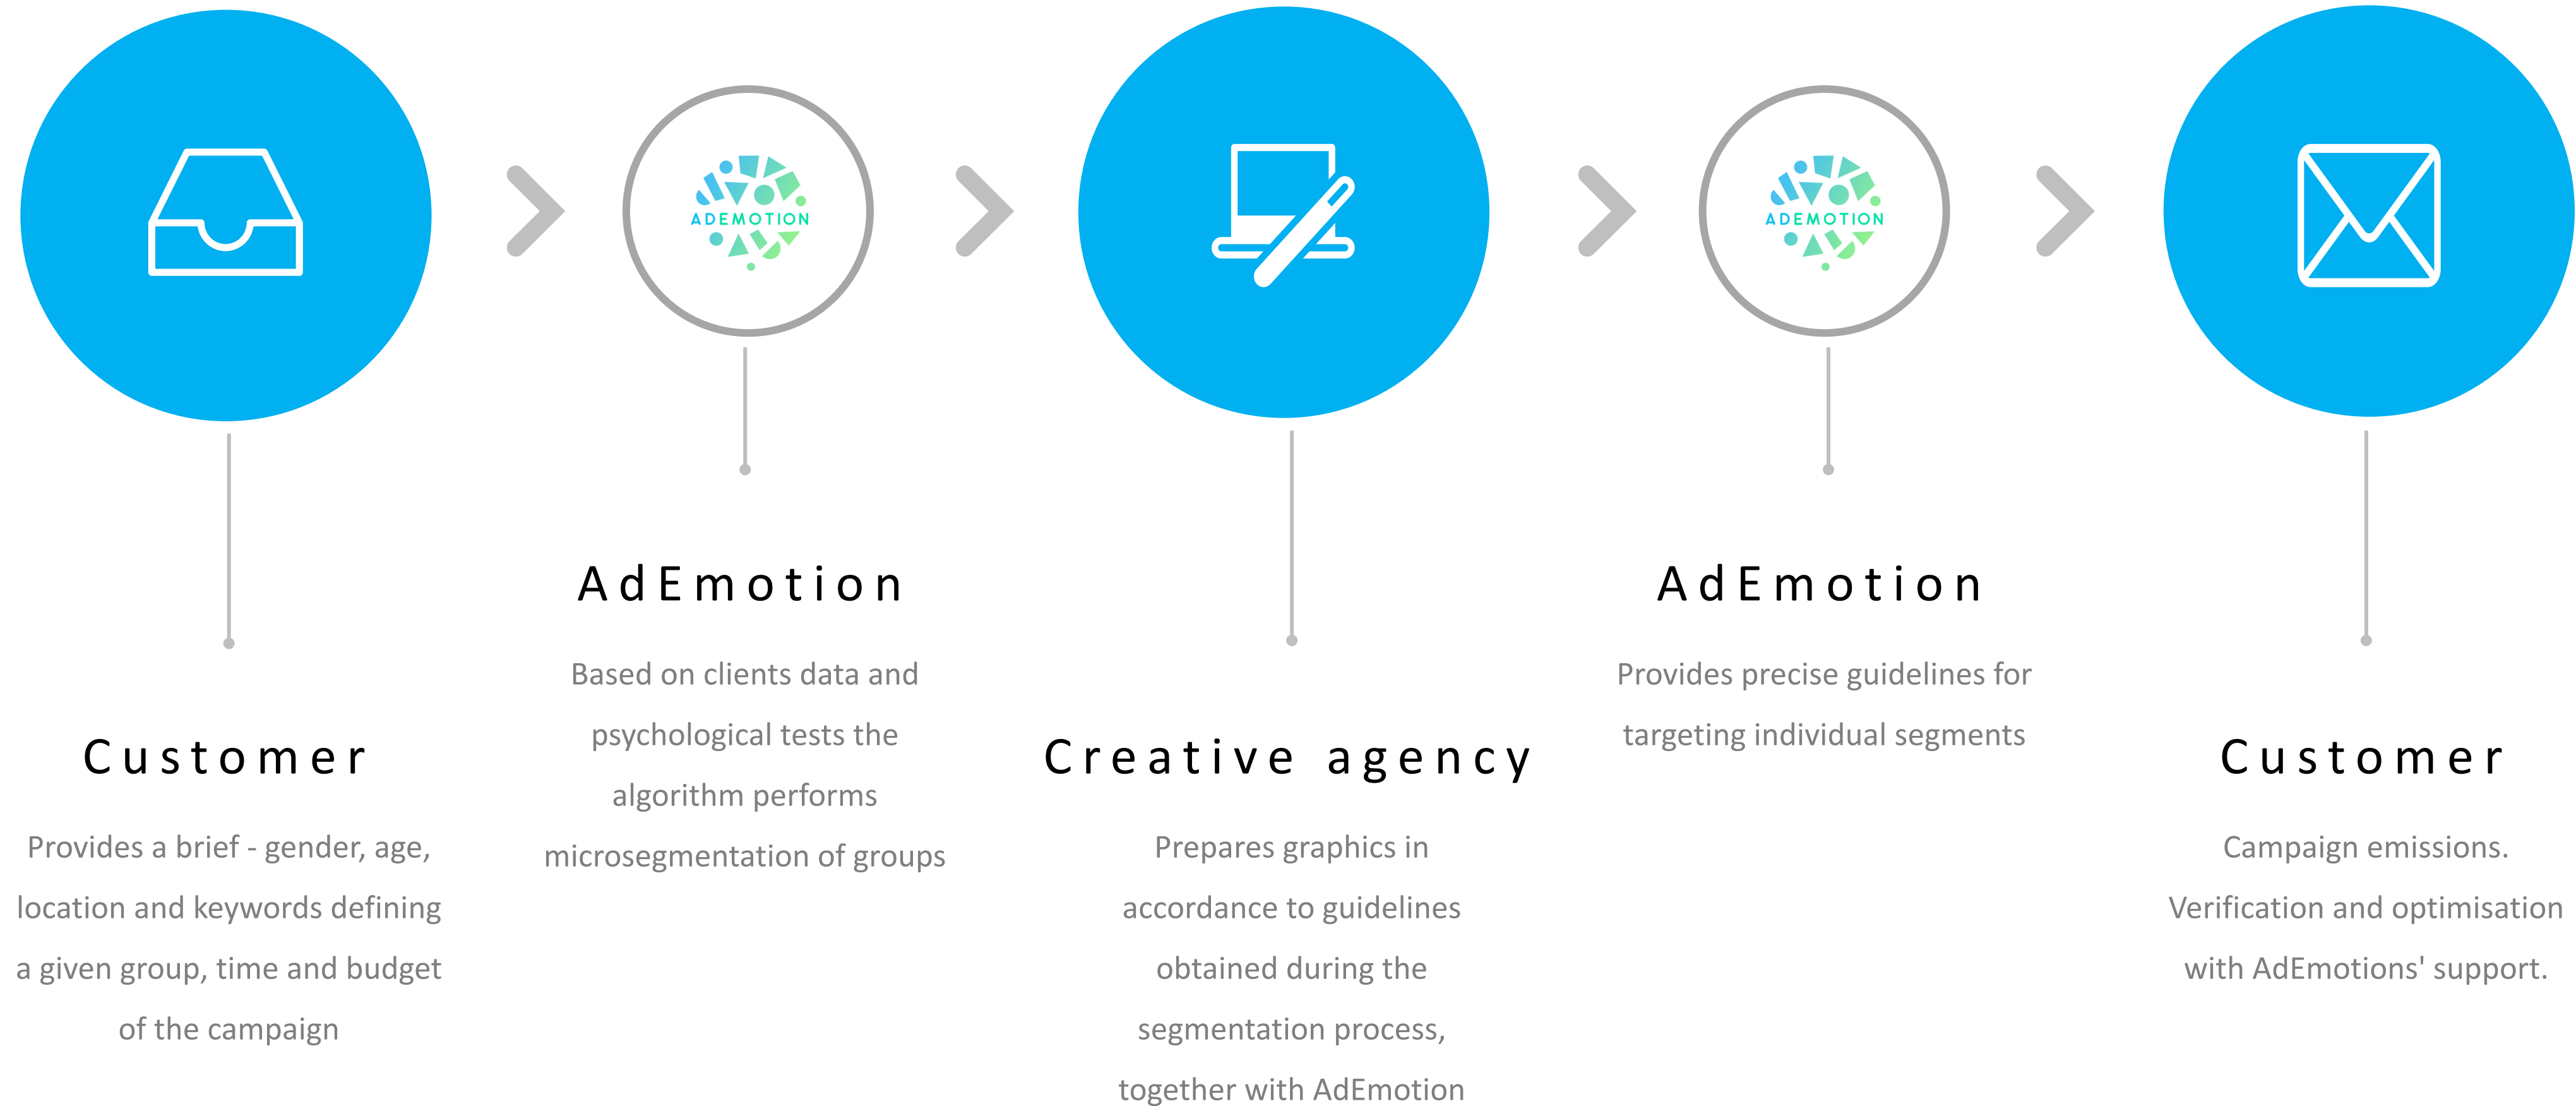 ADEMOTION
ADEMOTION
Customer
Provides a brief - gender, age,
location and keywords defining
a given group, time and budget
of the campaign
AdEmotion
Based on clients data and
psychological tests the
algorithm performs
microsegmentation of groups
Creative agency
Prepares graphics in
accordance to guidelines
obtained during the
segmentation process,
together with AdEmotion
AdEmotion
Provides precise guidelines for
targeting individual segments
Customer
Campaign emissions.
Verification and optimisation
with AdEmotions' support.